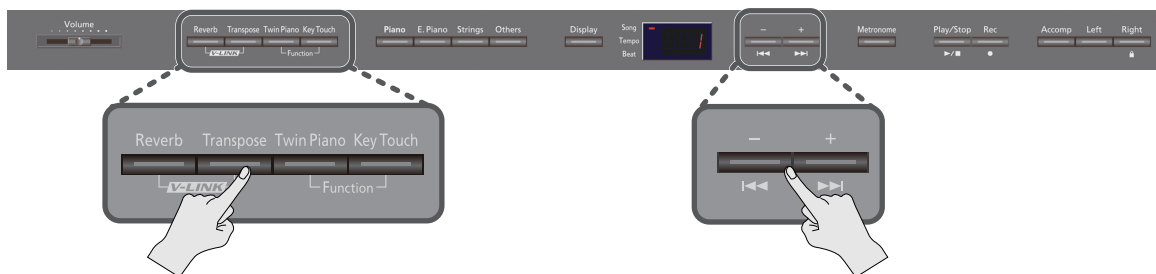 Volume
Reverb Transpose Twin Piano Key Touch
V-LINK Function
Piano E. Piano Strings Others
Display
Song
Tempo
Beat
1
− +
Metronome
Play/Stop Rec
Accomp Left Right
Reverb Transpose Twin Piano Key Touch
V-LINK Function
− +